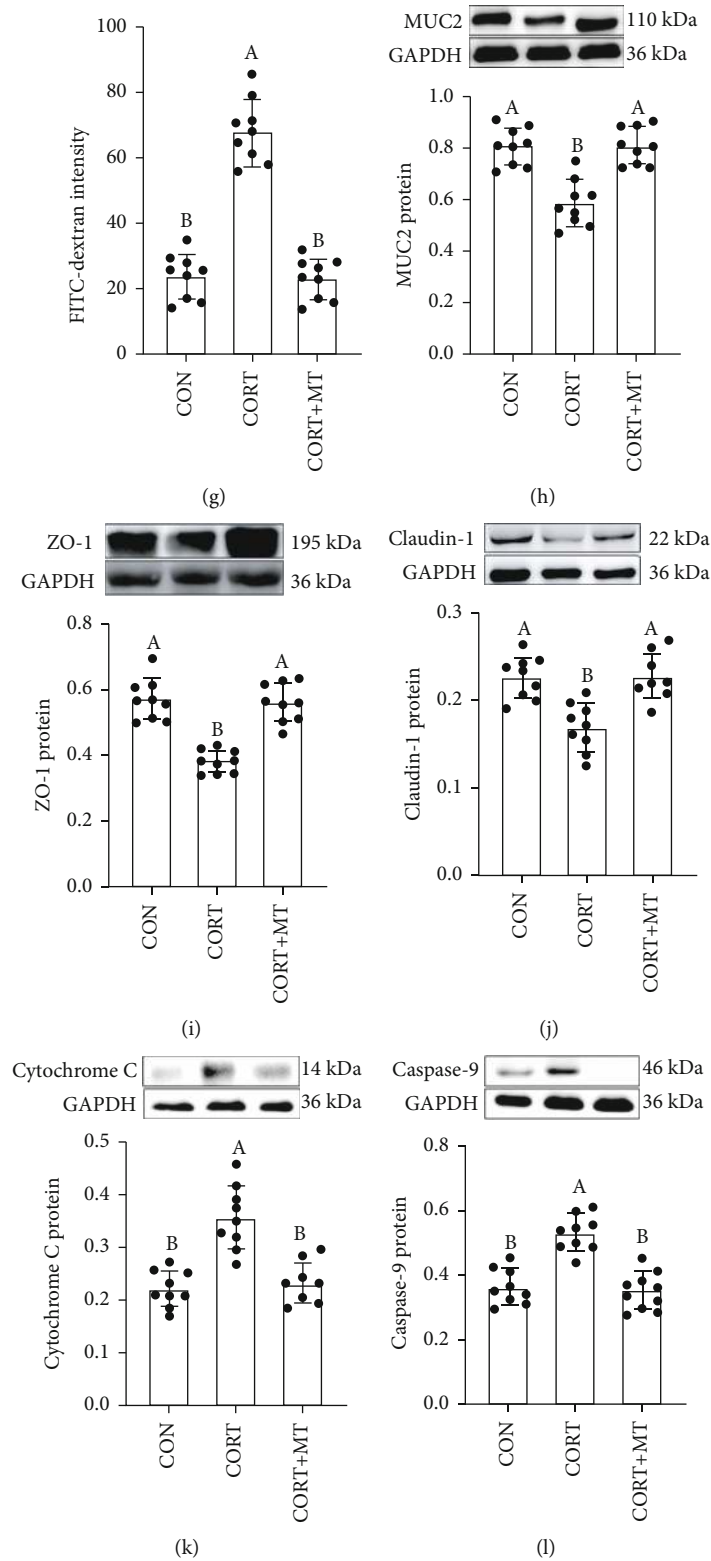 FITC-dextran intensity
100
80
60
40
20
0
B
A
B
CON
CORT
CORT+MT
(g)
MUC2 110 kDa
GAPDH 36 kDa
MUC2 protein
1.0
0.8
0.6
0.4
0.2
0.0
A
B
A
CON
CORT
CORT+MT
(h)
ZO-1 195 kDa
GAPDH 36 kDa
ZO-1 protein
0.8
0.6
0.4
0.2
0.0
A
B
A
CON
CORT
CORT+MT
(i)
Claudin-1 22 kDa
GAPDH 36 kDa
Claudin-1 protein
0.3
0.2
0.1
0.0
A
B
A
CON
CORT
CORT+MT
(j)
Cytochrome C 14 kDa
GAPDH 36 kDa
Cytochrome C protein
0.5
0.4
0.3
0.2
0.1
0.0
B
A
B
CON
CORT
CORT+MT
(k)
Caspase-9 46 kDa
GAPDH 36 kDa
Caspase-9 protein
0.8
0.6
0.4
0.2
0.0
B
A
B
CON
CORT
CORT+MT
(l)